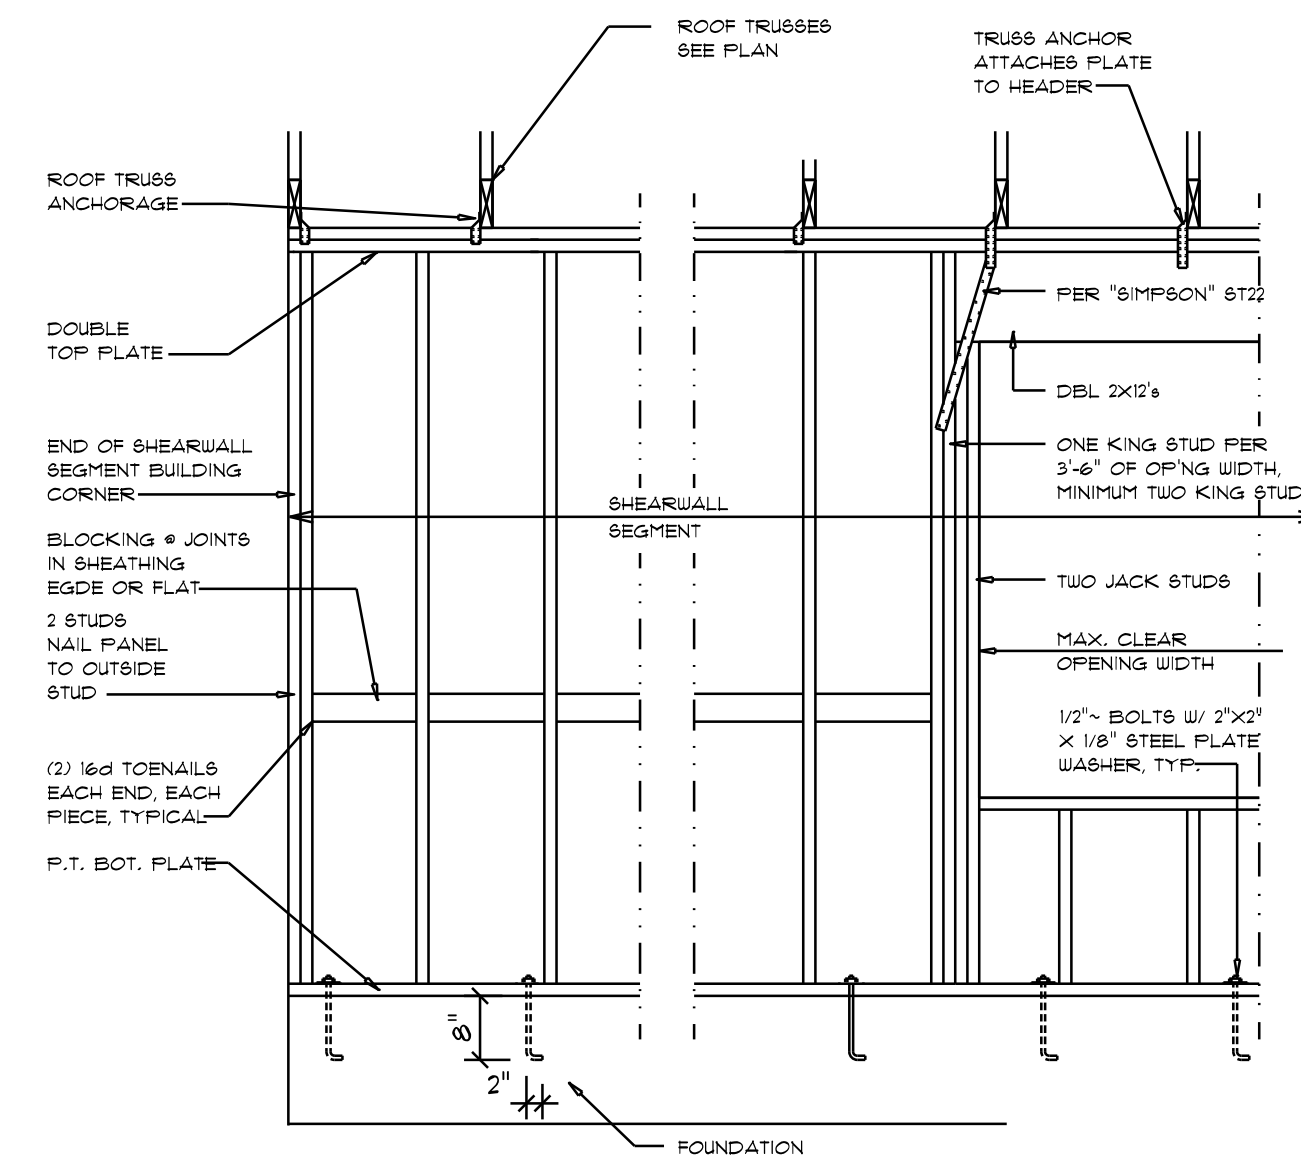 ROOF TRUSSES
SEE PLAN
TRUSS ANCHOR
ATTACHES PLATE
TO HEADER
ROOF TRUSS
ANCHORAGE
PER "SIMPSON" ST22
DOUBLE
TOP PLATE
DBL 2X12's
END OF SHEARWALL
SEGMENT BUILDING
CORNER
ONE KING STUD PER
3'-6" OF OP'NG WIDTH,
MINIMUM TWO KING STUD
SHEARWALL
SEGMENT
BLOCKING @ JOINTS
IN SHEATHING
EGDE OR FLAT
TWO JACK STUDS
2 STUDS
NAIL PANEL
TO OUTSIDE
STUD
MAX. CLEAR
OPENING WIDTH
1/2"~ BOLTS W/ 2"X2"
X 1/8" STEEL PLATE
WASHER, TYP.
(2) 16d TOENAILS
EACH END, EACH
PIECE, TYPICAL
P.T. BOT. PLATE
8"
2"
FOUNDATION